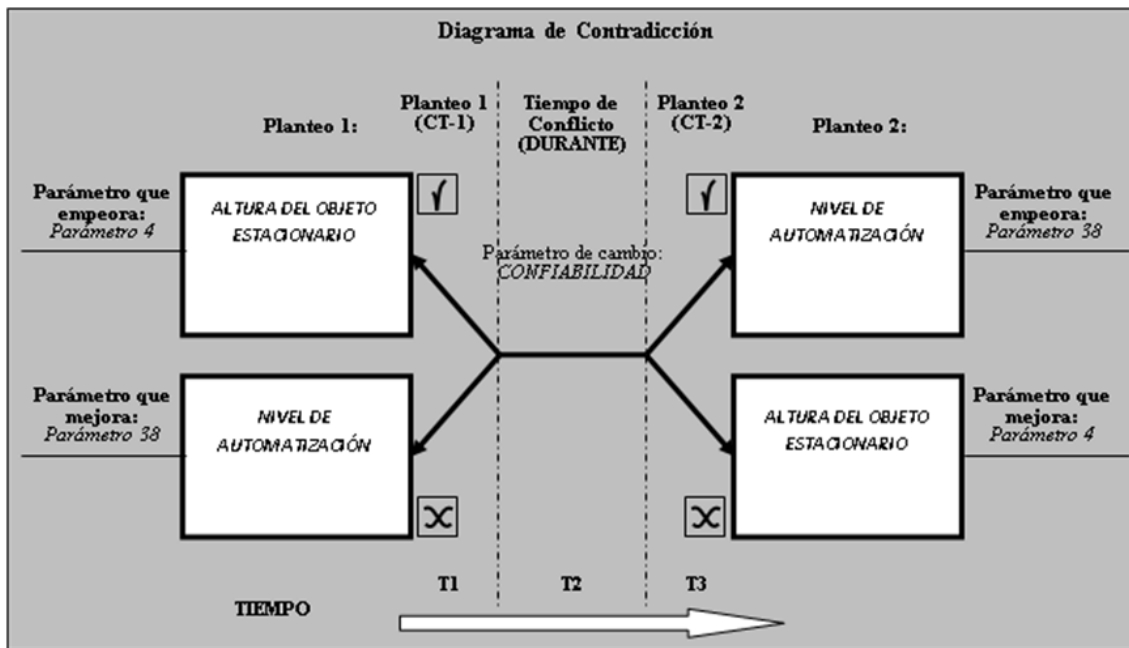 Diagrama de Contradicción
Planteo 1:
Planteo 1
(CT-1)
Tiempo de
Conflicto
(DURANTE)
Planteo 2
(CT-2)
Planteo 2:
Parámetro que
empeora:
Parámetro 4
ALTURA DEL OBJETO
ESTACIONARIO
√
√
NIVEL DE
AUTOMATIZACIÓN
Parámetro que
empeora:
Parámetro 38
Parámetro de cambio:
CONFIABILIDAD
Parámetro que
mejora:
Parámetro 38
NIVEL DE
AUTOMATIZACIÓN
ALTURA DEL OBJETO
ESTACIONARIO
Parámetro que
mejora:
Parámetro 4
T1
T2
T3
TIEMPO